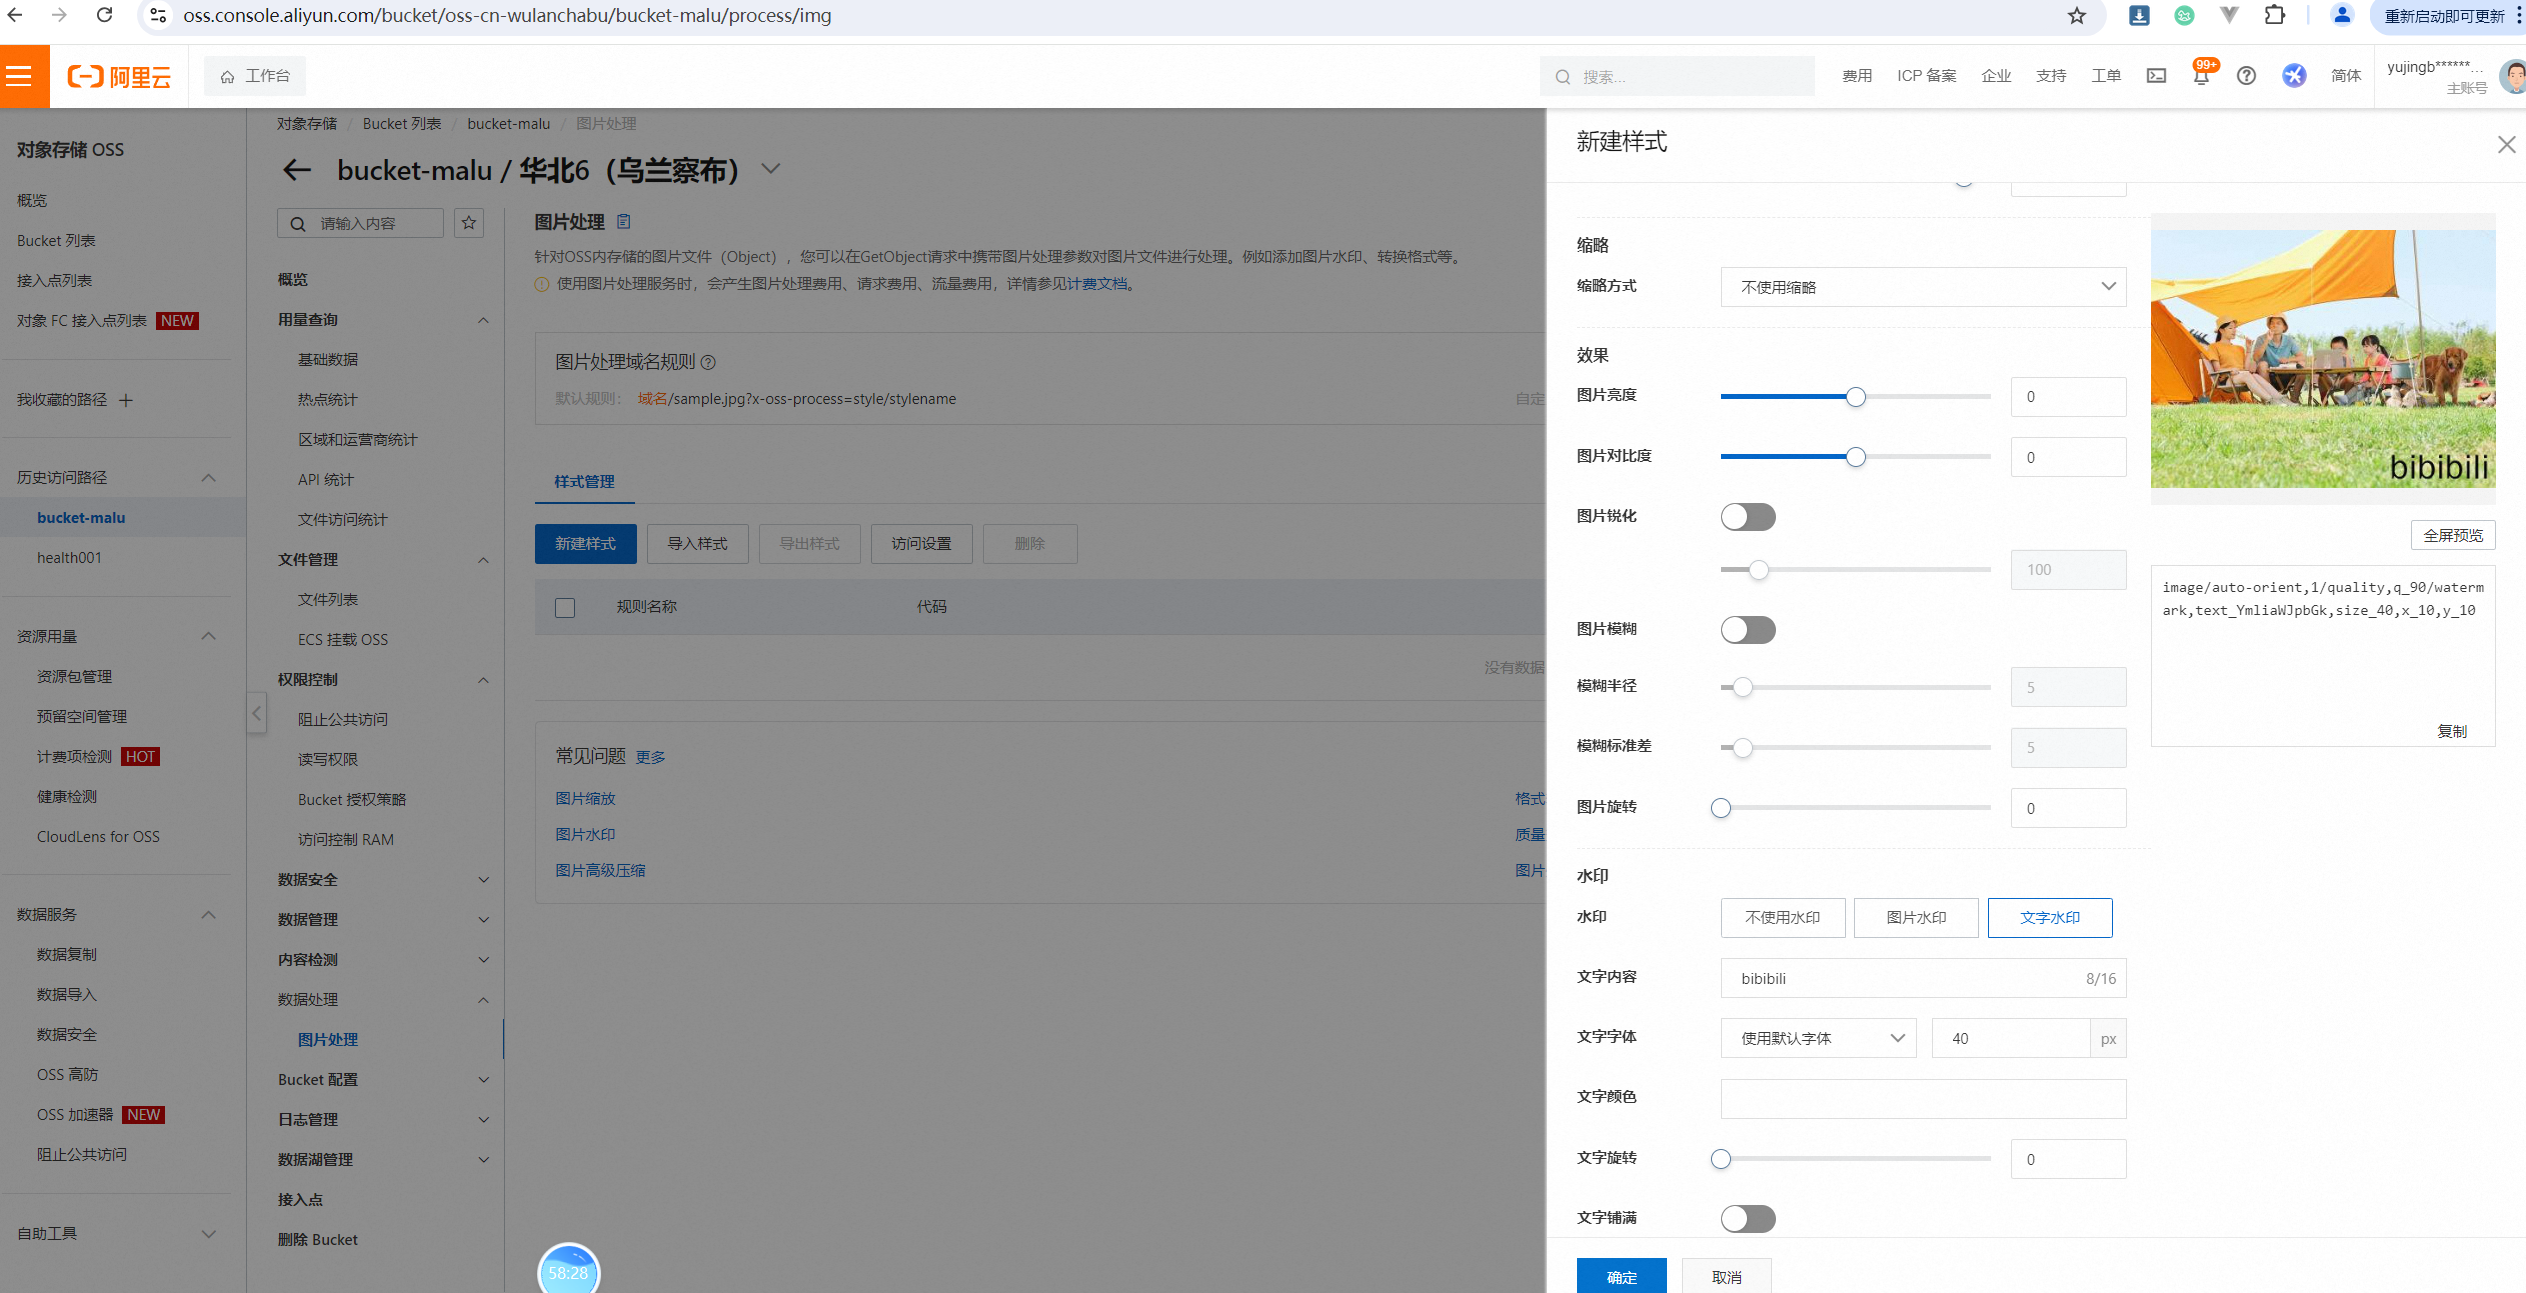 oss.console.aliyun.com/bucket/oss-cn-wulanchabu/bucket-malu/process/img
重新启动即可更新
阿里云
工作台
搜索...
费用
ICP 备案
企业
支持
工单
99+
简体
yujingb******...
主账号
对象存储 OSS
概览
Bucket 列表
接入点列表
对象 FC 接入点列表 NEW
我收藏的路径
历史访问路径
bucket-malu
health001
资源用量
资源包管理
预留空间管理
计费项检测 HOT
健康检测
CloudLens for OSS
数据服务
数据复制
数据导入
数据安全
OSS 高防
OSS 加速器 NEW
阻止公共访问
自助工具
对象存储 / Bucket 列表 / bucket-malu / 图片处理
bucket-malu / 华北6（乌兰察布）
请输入内容
概览
用量查询
基础数据
热点统计
区域和运营商统计
API 统计
文件访问统计
文件管理
文件列表
ECS 挂载 OSS
权限控制
阻止公共访问
读写权限
Bucket 授权策略
访问控制 RAM
数据安全
数据管理
内容检测
数据处理
图片处理
Bucket 配置
日志管理
数据湖管理
接入点
删除 Bucket
图片处理
针对OSS内存储的图片文件（Object），您可以在GetObject请求中携带图片处理参数对图片文件进行处理。例如添加图片水印、转换格式等。
使用图片处理服务时，会产生图片处理费用、请求费用、流量费用，详情参见计费文档。
图片处理域名规则
默认规则： 域名/sample.jpg?x-oss-process=style/stylename
自定
样式管理
新建样式
导入样式
导出样式
访问设置
删除
规则名称
代码
没有数据
常见问题 更多
图片缩放
格式
图片水印
质量
图片高级压缩
图片
58:28
新建样式
缩略
缩略方式
不使用缩略
效果
图片亮度
0
图片对比度
0
图片锐化
100
图片模糊
模糊半径
5
模糊标准差
5
图片旋转
0
水印
水印
不使用水印
图片水印
文字水印
文字内容
bibibili
8/16
文字字体
使用默认字体
40
px
文字颜色
文字旋转
0
文字铺满
确定
取消
bibibili
全屏预览
image/auto-orient,1/quality,q_90/waterm
ark,text_YmliaWJpbGk,size_40,x_10,y_10
复制